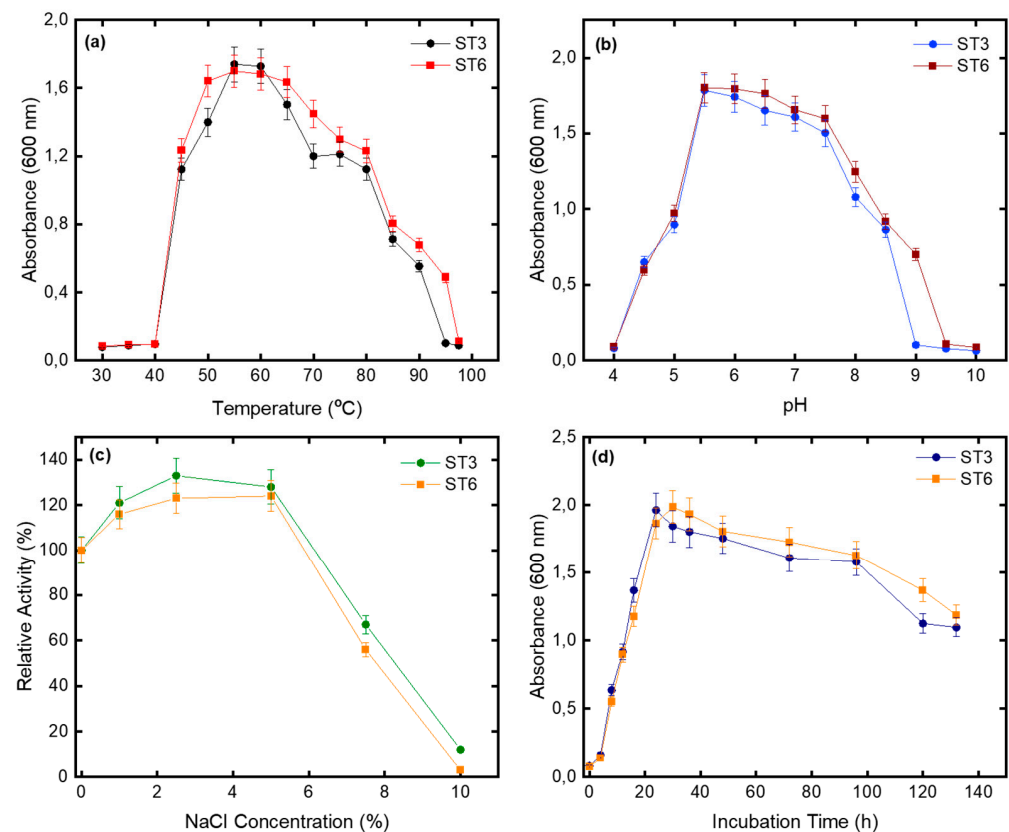 (a)
ST3
ST6
2,0
1,6
1,2
0,8
0,4
0,0
Absorbance (600 nm)
30 40 50 60 70 80 90 100
Temperature (°C)
(b)
ST3
ST6
2.0
1.5
1.0
0.5
0.0
Absorbance (600 nm)
4 5 6 7 8 9 10
pH
(c)
ST3
ST6
140
120
100
80
60
40
20
0
Relative Activity (%)
0 2 4 6 8 10
NaCl Concentration (%)
(d)
ST3
ST6
2,5
2,0
1,5
1,0
0,5
0,0
Absorbance (600 nm)
0 20 40 60 80 100 120 140
Incubation Time (h)